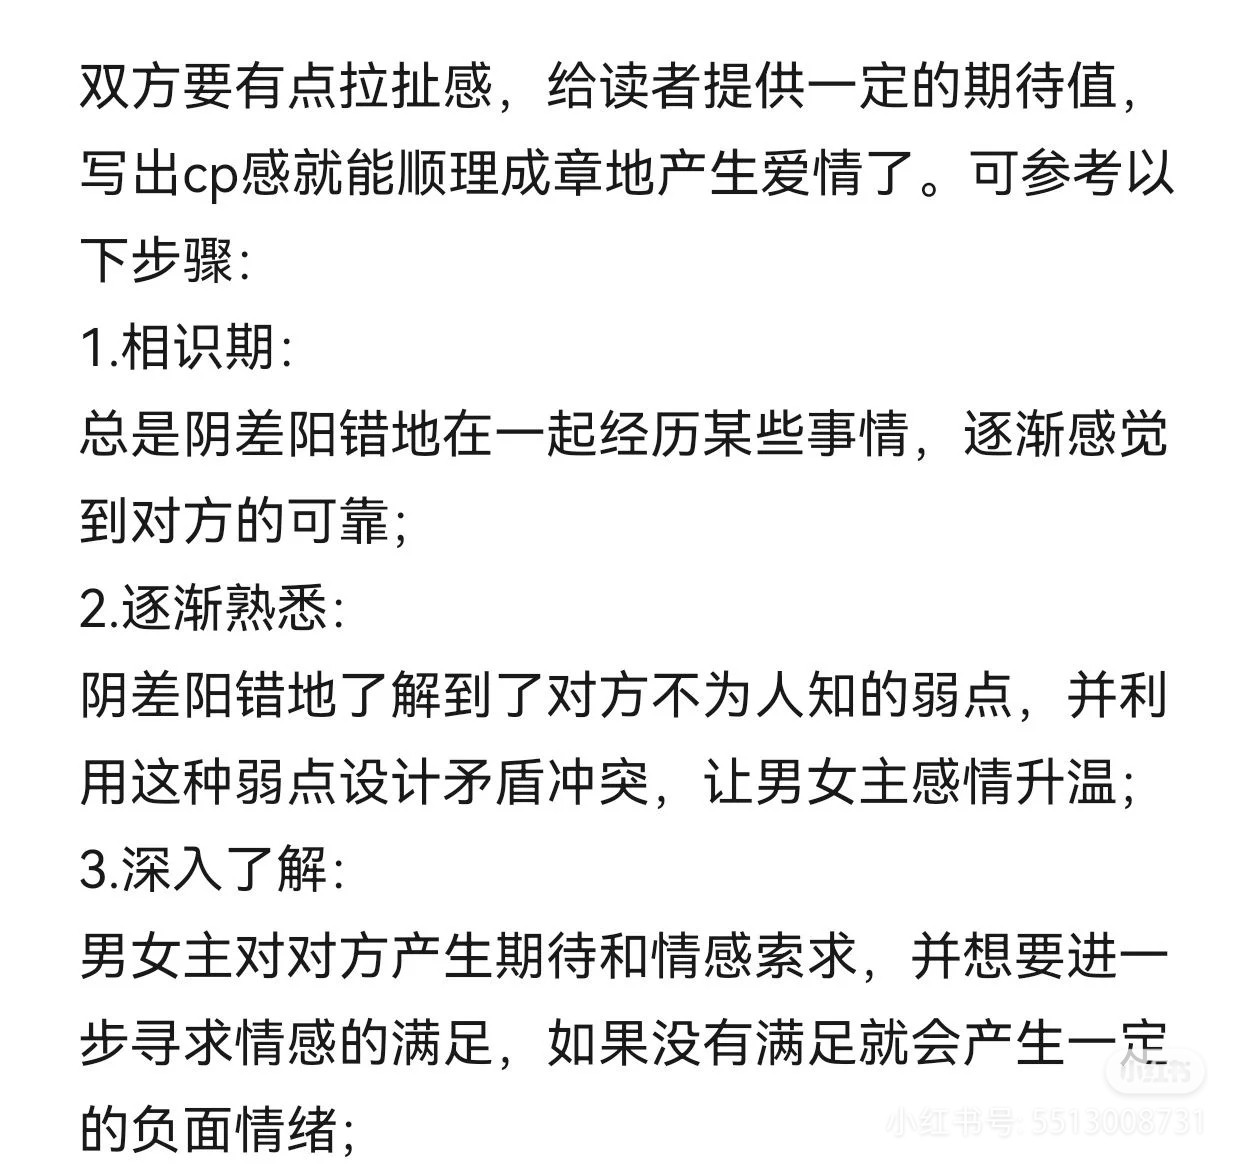 双方要有点拉扯感，给读者提供一定的期待值，
写出cp感就能顺理成章地产生爱情了。可参考以
下步骤：
1.相识期：
总是阴差阳错地在一起经历某些事情，逐渐感觉
到对方的可靠；
2.逐渐熟悉：
阴差阳错地了解到了对方不为人知的弱点，并利
用这种弱点设计矛盾冲突，让男女主感情升温；
3.深入了解：
男女主对对方产生期待和情感索求，并想要进一
步寻求情感的满足，如果没有满足就会产生一定
的负面情绪；
小红书
小红书号: 5513008731